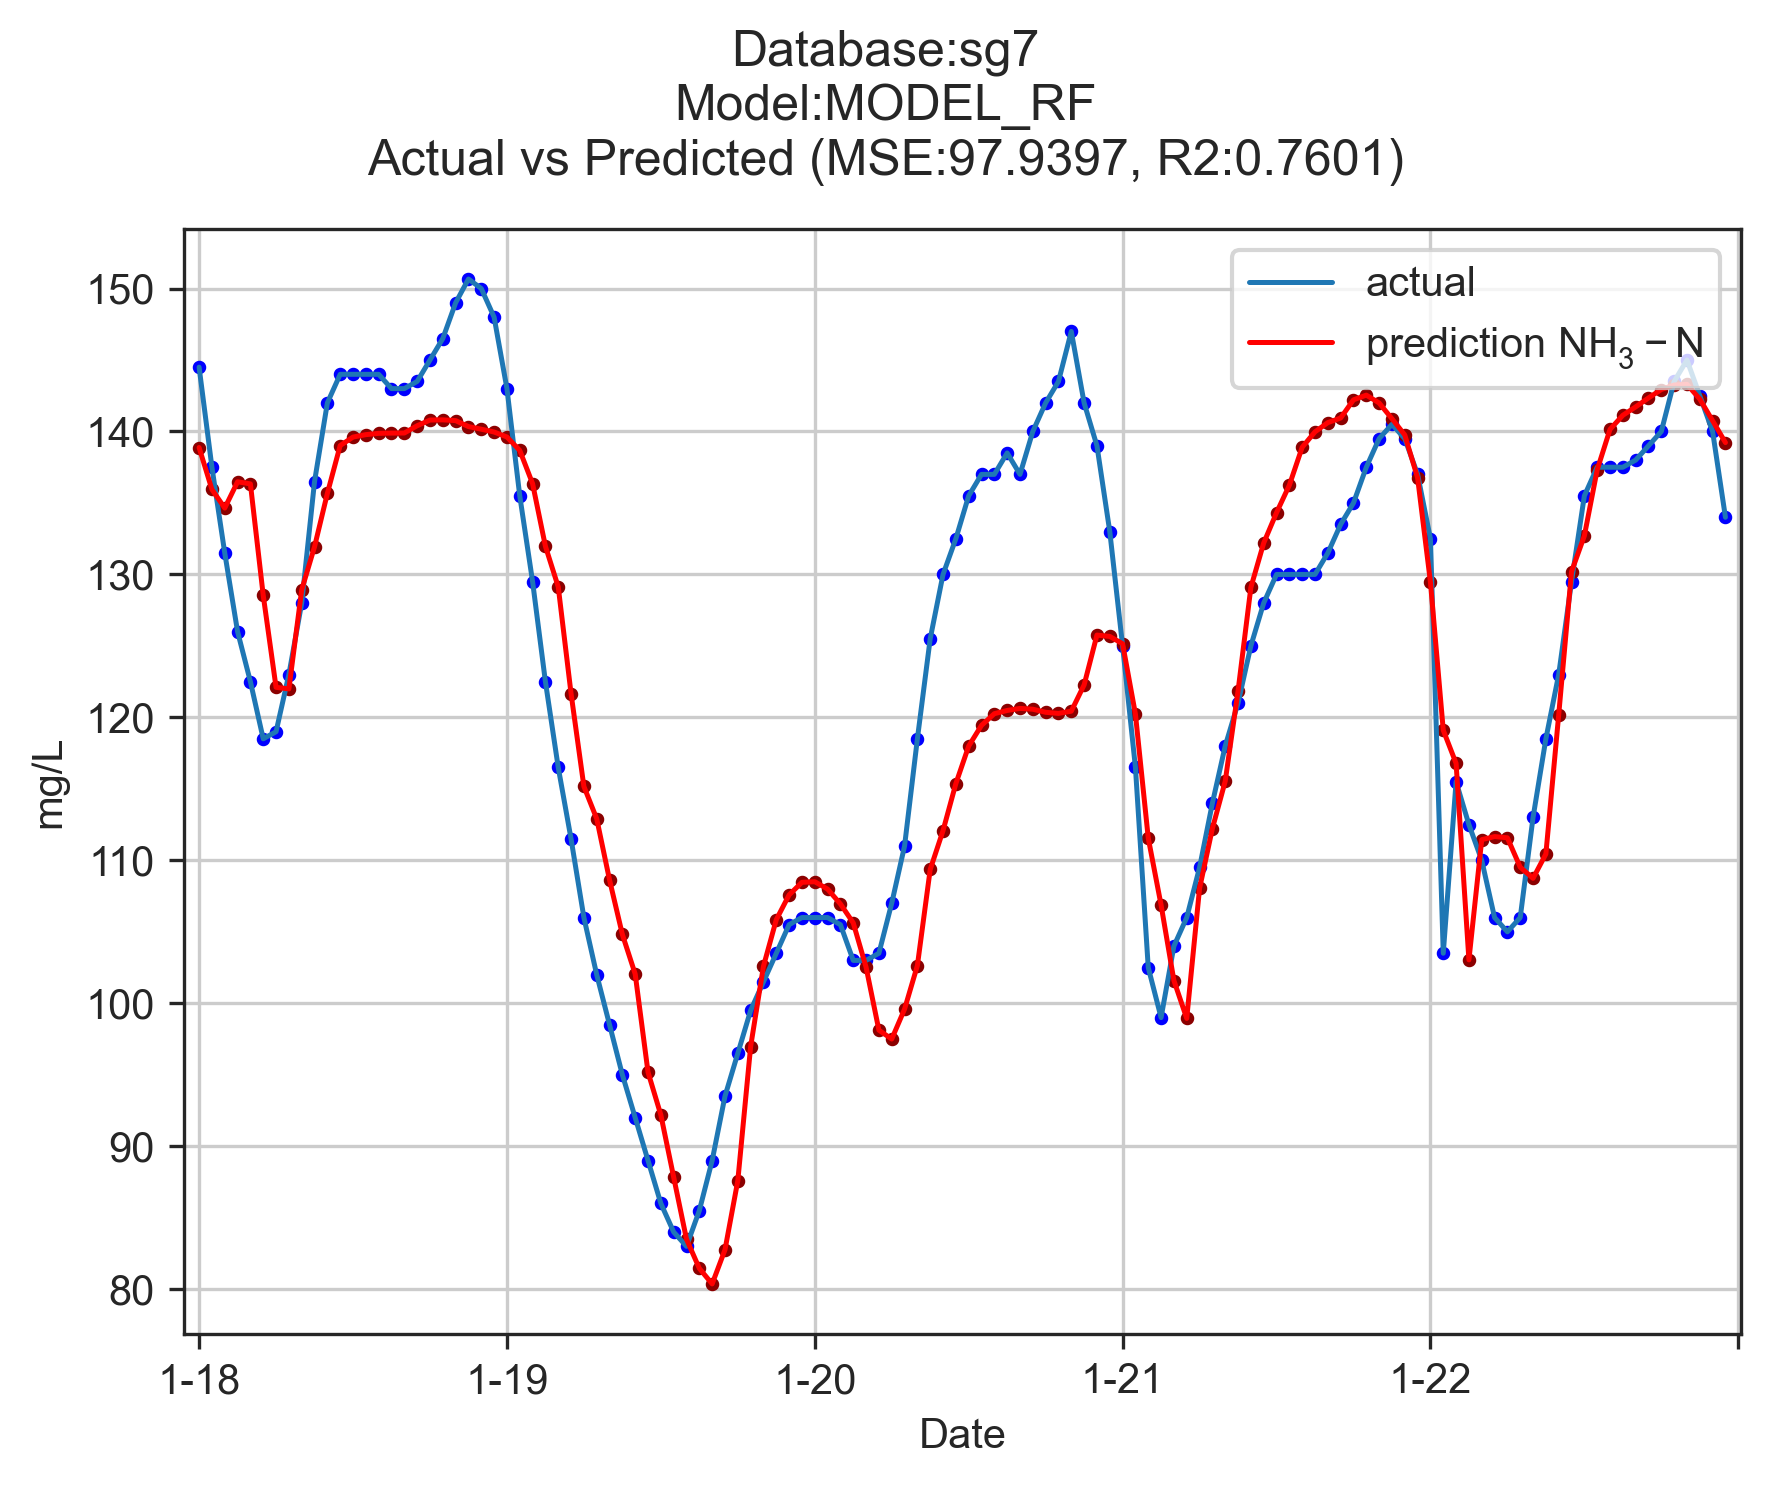 Database:sg7
Model:MODEL_RF
Actual vs Predicted (MSE:97.9397, R2:0.7601)
actual
prediction NH₃ − N
150
140
130
120
110
100
90
80
mg/L
1-18 1-19 1-20 1-21 1-22
Date